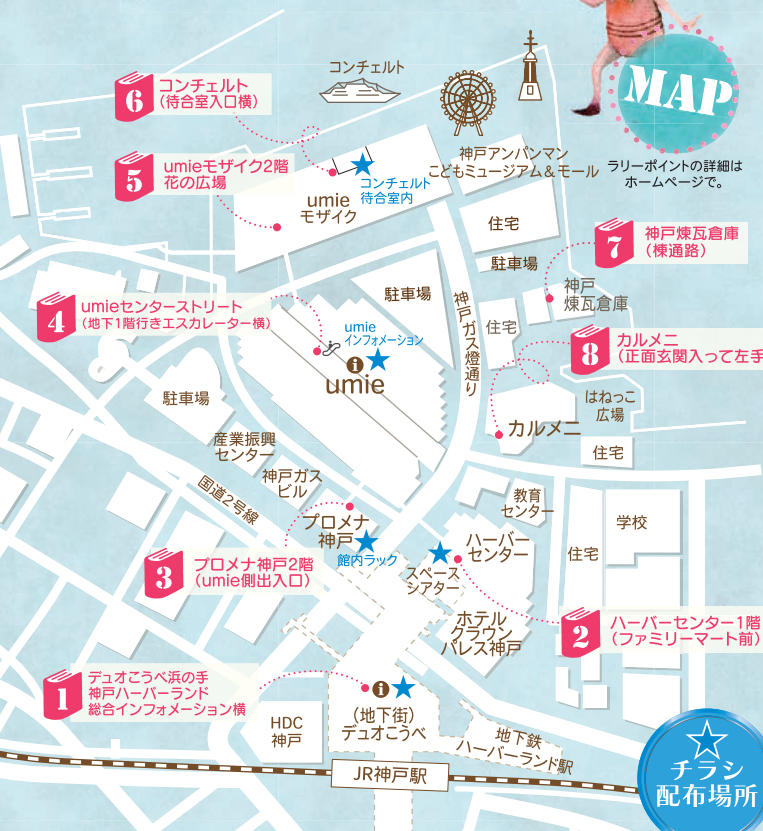 MAP
ラリーポイントの詳細は
ホームページで。
コンチェルト
6
コンチェルト
(待合室入口横)
神戸アンパンマン
こどもミュージアム&モール
5
umieモザイク2階
花の広場
コンチェルト
待合室内
umie
モザイク
住宅
7
神戸煉瓦倉庫
(棟通路)
駐車場
神戸
煉瓦倉庫
4
umieセンターストリート
(地下1階行きエスカレーター横)
駐車場
神戸ガス燈通り
住宅
umie
インフォメーション
i
umie
8
カルメニ
(正面玄関入って左手
駐車場
はねっこ
広場
カルメニ
住宅
産業振興
センター
神戸ガス
ビル
国道2号線
教育
センター
学校
住宅
プロメナ
神戸
館内ラック
ハーバー
センター
スペース
シアター
3
プロメナ神戸2階
(umie側出入口)
ホテル
クラウン
パレス神戸
2
ハーバーセンター1階
(ファミリーマート前)
1
デュオこうべ浜の手
神戸ハーバーランド
総合インフォメーション横
i
(地下街)
デュオこうべ
HDC
神戸
地下鉄
ハーバーランド駅
JR神戸駅
チラシ
配布場所